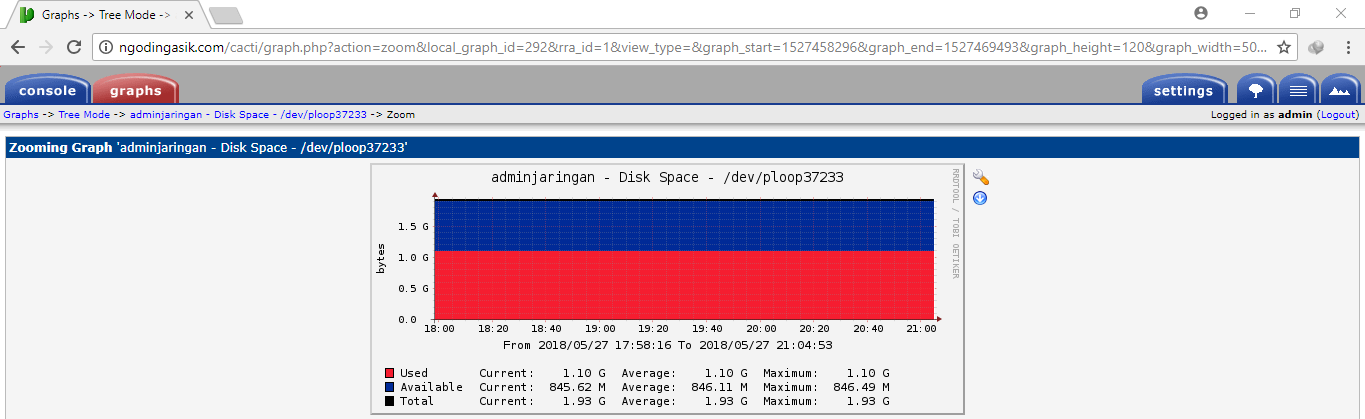 Graphs -> Tree Mode ->
ngodingasik.com/cacti/graph.php?action=zoom&local_graph_id=292&rra_id=1&view_type=&graph_start=1527458296&graph_end=1527469493&graph_height=120&graph_width=50...
console graphs settings
Graphs -> Tree Mode -> adminjaringan - Disk Space - /dev/ploop37233 -> Zoom Logged in as admin (Logout)
Zooming Graph 'adminjaringan - Disk Space - /dev/ploop37233'
adminjaringan - Disk Space - /dev/ploop37233
RRDTOOL / TOBI OETIKER
bytes
1.5 G
1.0 G
0.5 G
0.0
18:00 18:20 18:40 19:00 19:20 19:40 20:00 20:20 20:40 21:00
From 2018/05/27 17:58:16 To 2018/05/27 21:04:53
Used Current: 1.10 G Average: 1.10 G Maximum: 1.10 G
Available Current: 845.62 M Average: 846.11 M Maximum: 846.49 M
Total Current: 1.93 G Average: 1.93 G Maximum: 1.93 G